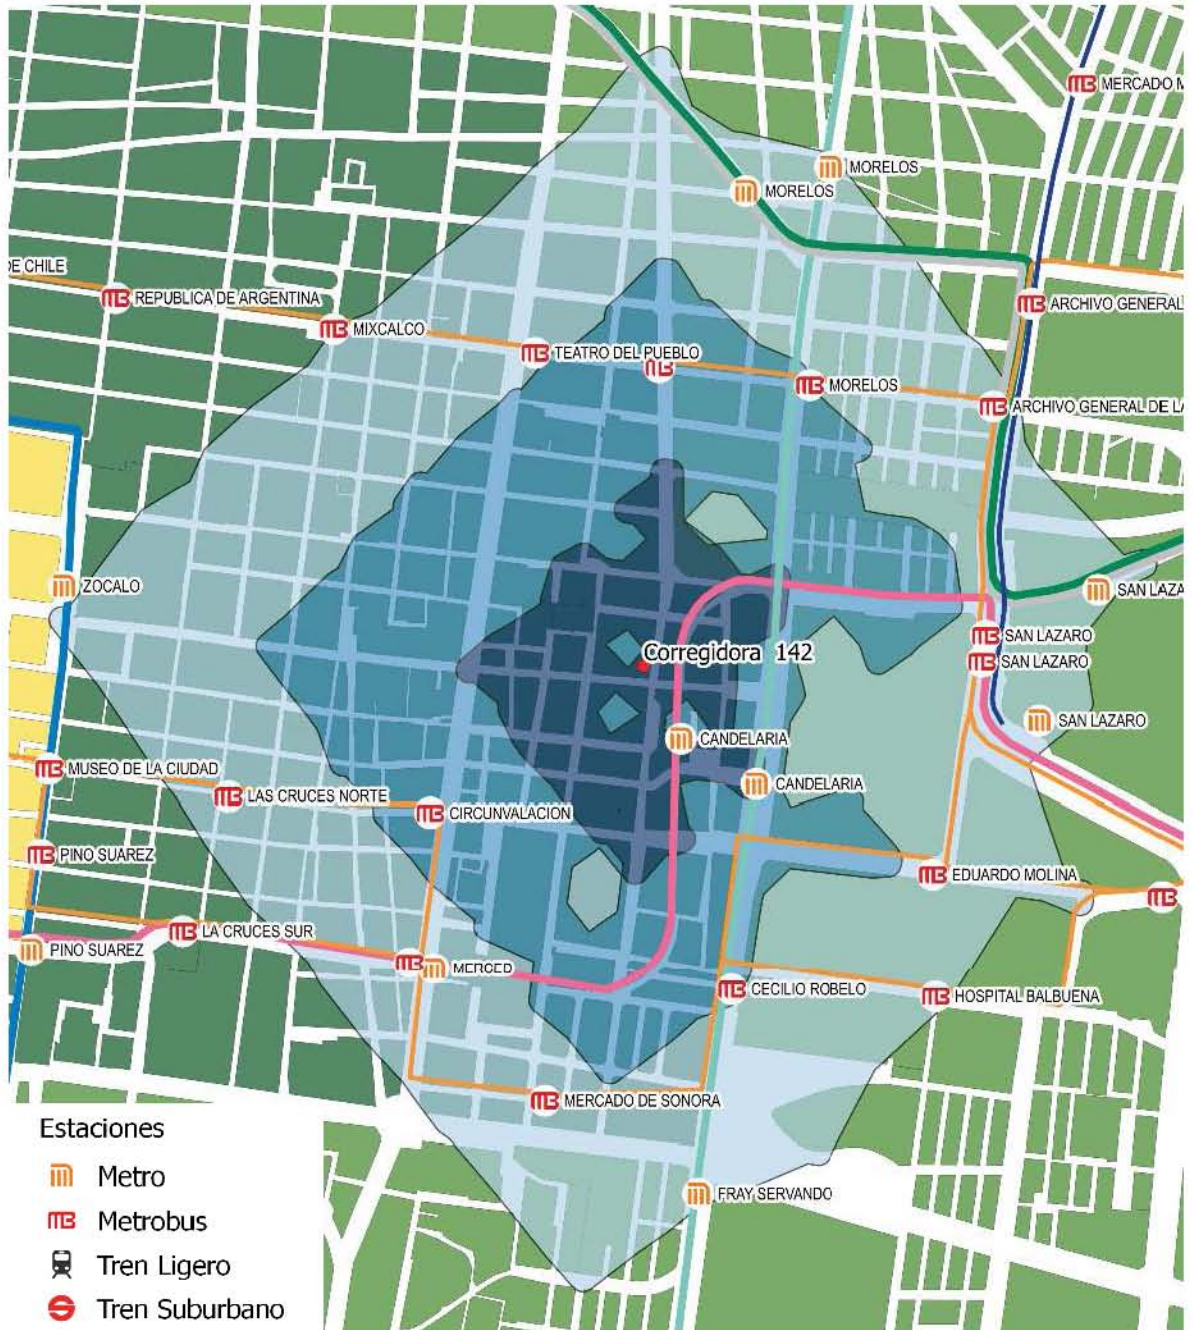 MERCADO M
MORELOS
MORELOS
DE CHILE
REPUBLICA DE ARGENTINA
ARCHIVO GENERAL
MIXCALCO
TEATRO DEL PUEBLO
MORELOS
ARCHIVO GENERAL DE LA
ZOCALO
SAN LAZA
SAN LAZARO
Corregidora 142
SAN LAZARO
SAN LAZARO
CANDELARIA
MUSEO DE LA CIUDAD
CANDELARIA
LAS CRUCES NORTE
CIRCUNVALACION
PINO SUAREZ
EDUARDO MOLINA
LA CRUCES SUR
PINO SUAREZ
MERCED
CECILIO ROBELO
HOSPITAL BALBUENA
MERCADO DE SONORA
FRAY SERVANDO
Estaciones
Metro
Metrobus
Tren Ligero
Tren Suburbano